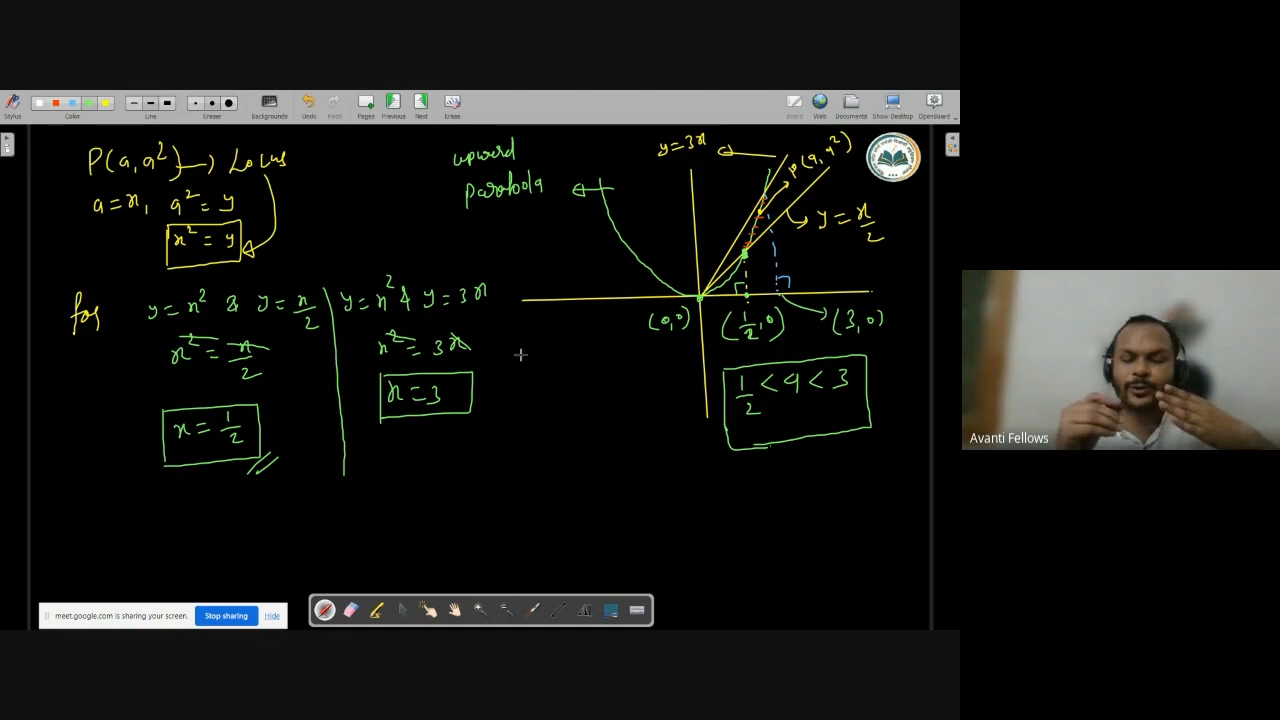 Stylus
Color
Line
Eraser
Backgrounds
Undo
Redo
Pages
Previous
Next
Erase
Board
Web
Documents
Show Desktop
OpenBoard
P(a, a²) → Locus
a = x, a² = y
x² = y
for
y = x² & y = x/2
x² = x/2
x = 1/2
y = x² & y = 3x
x² = 3x
x = 3
upward
parabola
y = 3x
P(a, a²)
y = x/2
(0,0)
(1/2, 0)
(3, 0)
1/2 < a < 3
Avanti Fellows
meet.google.com is sharing your screen.
Stop sharing
Hide